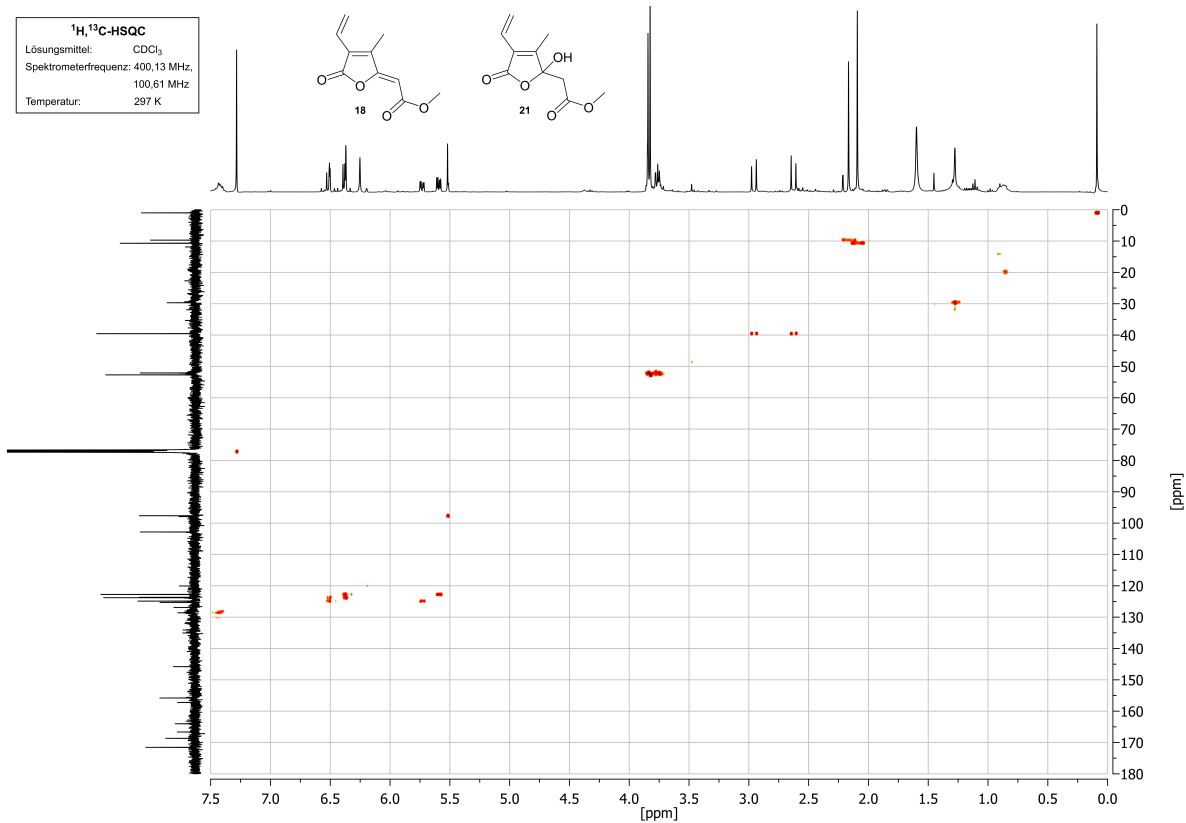 ¹H,¹³C-HSQC
Lösungsmittel: CDCl₃
Spektrometerfrequenz: 400,13 MHz,
100,61 MHz
Temperatur: 297 K
O O O O
18
OH
O O O O
21
0
10
20
30
40
50
60
70
80
90
100
110
120
130
140
150
160
170
180
[ppm]
7.5 7.0 6.5 6.0 5.5 5.0 4.5 4.0 3.5 3.0 2.5 2.0 1.5 1.0 0.5 0.0
[ppm]